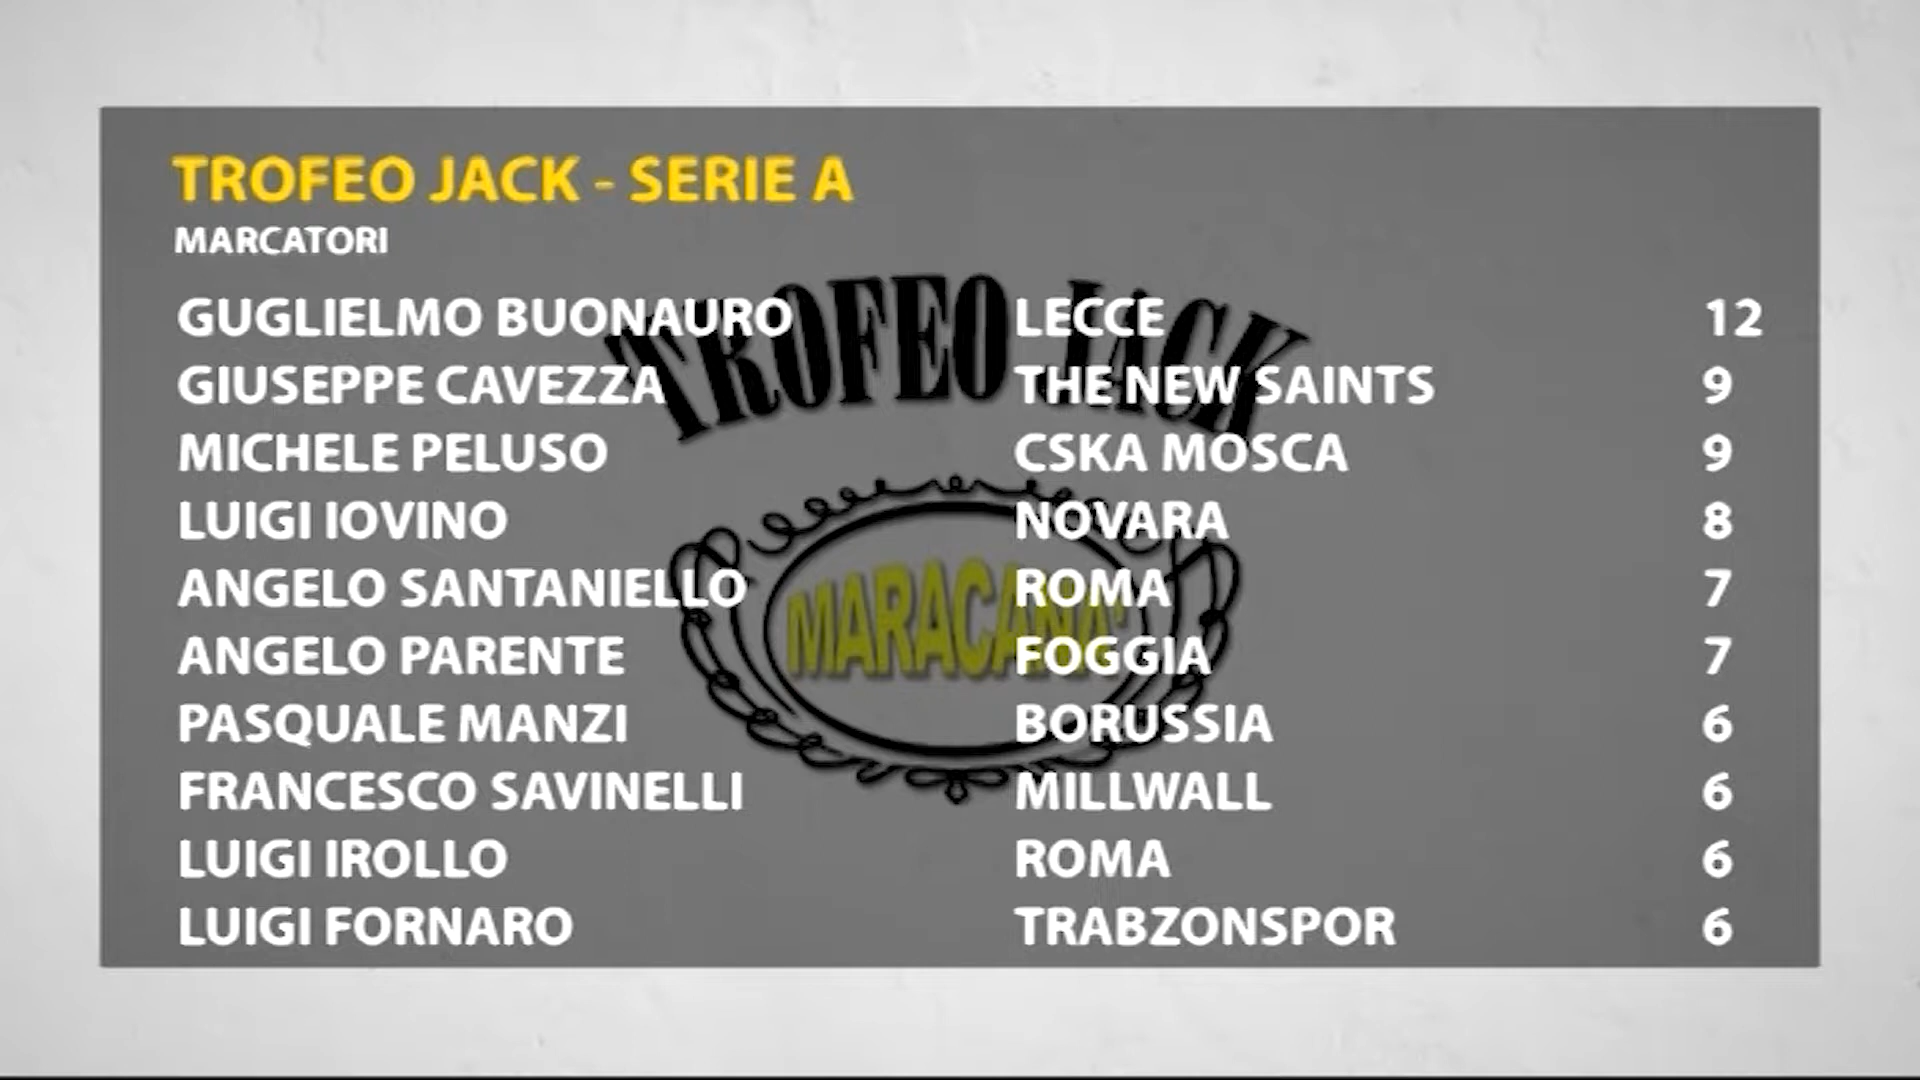 TROFEO JACK - SERIE A
MARCATORI
TROFEO JACK
GUGLIELMO BUONAURO LECCE 12
GIUSEPPE CAVEZZA THE NEW SAINTS 9
MICHELE PELUSO CSKA MOSCA 9
LUIGI IOVINO NOVARA 8
ANGELO SANTANIELLO ROMA 7
MARACANA'
ANGELO PARENTE FOGGIA 7
PASQUALE MANZI BORUSSIA 6
FRANCESCO SAVINELLI MILLWALL 6
LUIGI IROLLO ROMA 6
LUIGI FORNARO TRABZONSPOR 6